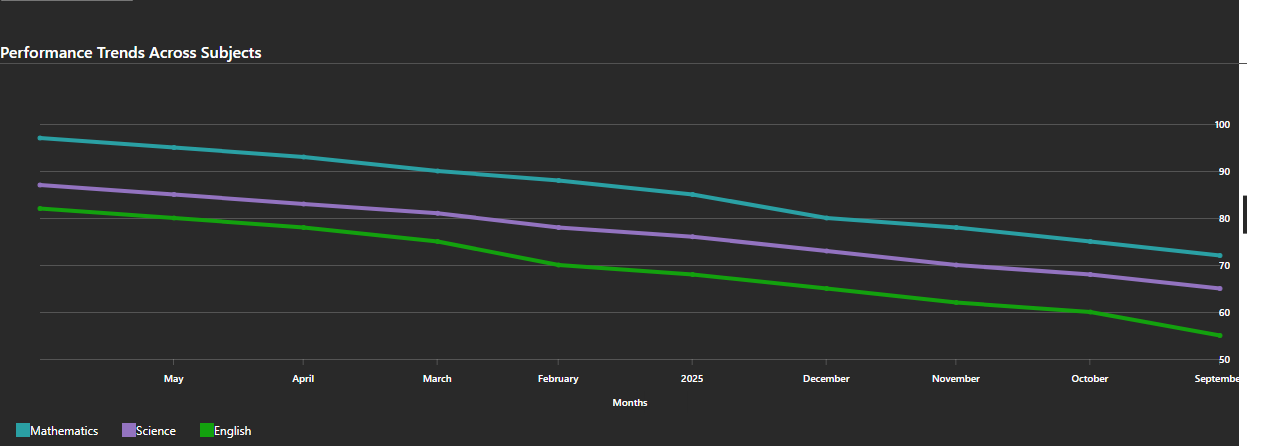 Performance Trends Across Subjects
100
90
80
70
60
50
May April March February 2025 December November October Septembe
Months
Mathematics Science English